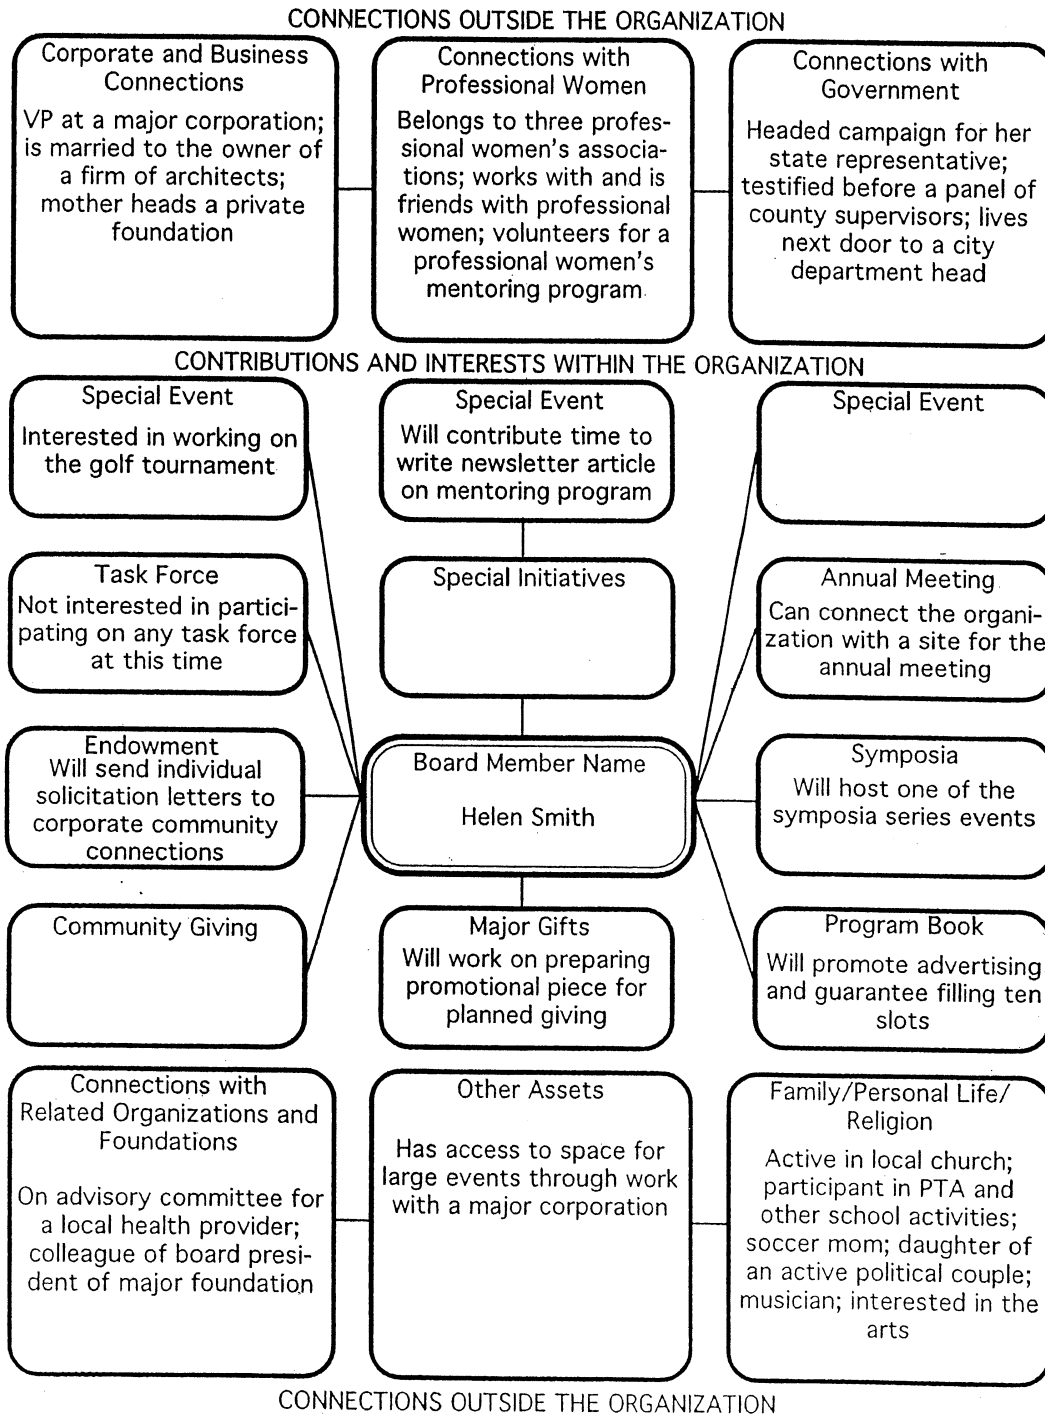 CONNECTIONS OUTSIDE THE ORGANIZATION
Corporate and Business
Connections
VP at a major corporation;
is married to the owner of
a firm of architects;
mother heads a private
foundation
Connections with
Professional Women
Belongs to three profes-
sional women's associa-
tions; works with and is
friends with professional
women; volunteers for a
professional women's
mentoring program
Connections with
Government
Headed campaign for her
state representative;
testified before a panel of
county supervisors; lives
next door to a city
department head
CONTRIBUTIONS AND INTERESTS WITHIN THE ORGANIZATION
Special Event
Interested in working on
the golf tournament
Special Event
Will contribute time to
write newsletter article
on mentoring program
Special Event
Task Force
Not interested in partici-
pating on any task force
at this time
Special Initiatives
Annual Meeting
Can connect the organi-
zation with a site for the
annual meeting
Endowment
Will send individual
solicitation letters to
corporate community
connections
Board Member Name
Helen Smith
Symposia
Will host one of the
symposia series events
Community Giving
Major Gifts
Will work on preparing
promotional piece for
planned giving
Program Book
Will promote advertising
and guarantee filling ten
slots
Connections with
Related Organizations and
Foundations
On advisory committee for
a local health provider;
colleague of board presi-
dent of major foundation
Other Assets
Has access to space for
large events through work
with a major corporation
Family/Personal Life/
Religion
Active in local church;
participant in PTA and
other school activities;
soccer mom; daughter of
an active political couple;
musician; interested in the
arts
CONNECTIONS OUTSIDE THE ORGANIZATION